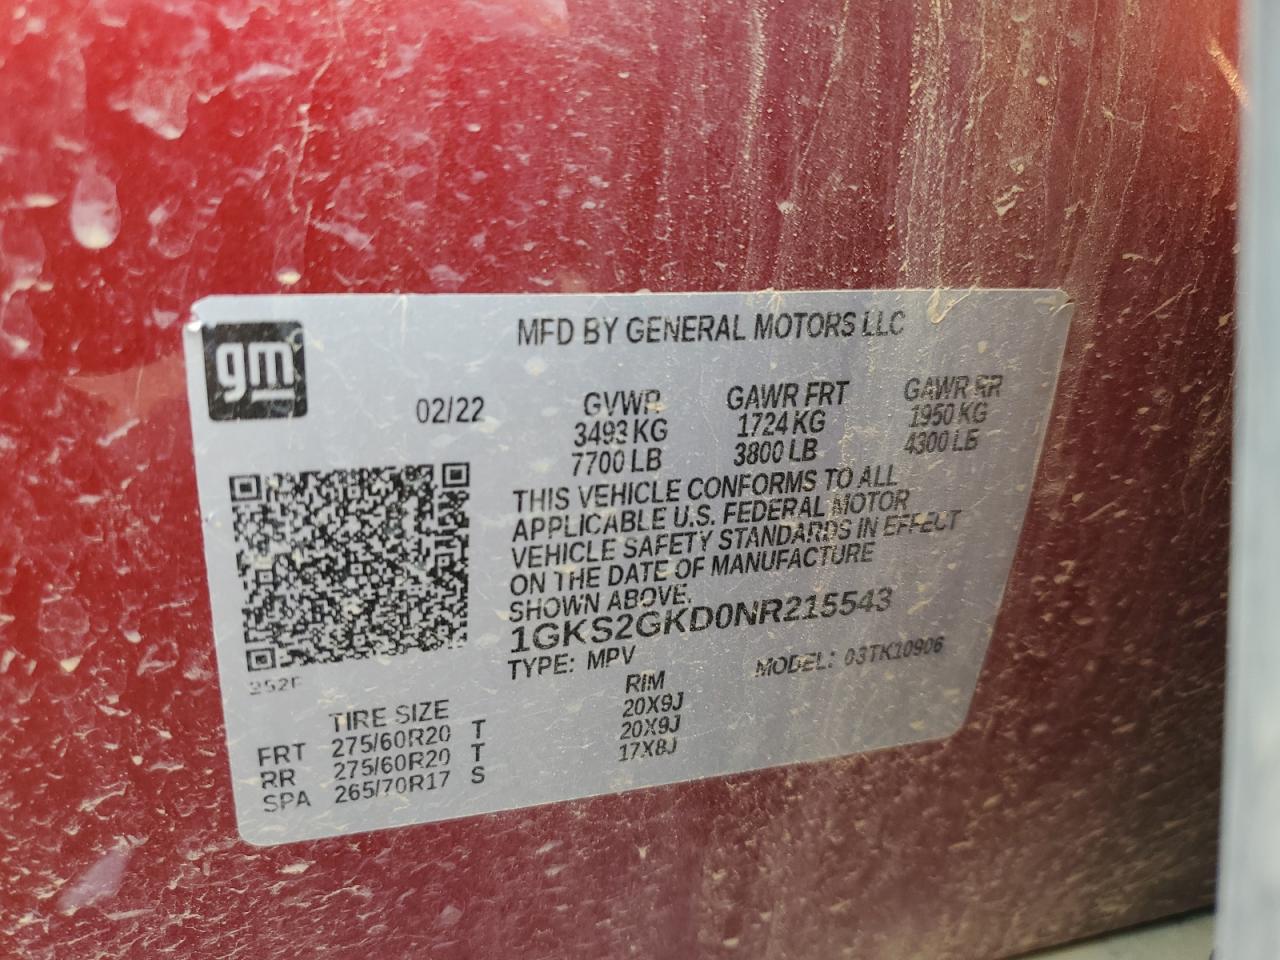 gm
MFD BY GENERAL MOTORS LLC
02/22 GVWR GAWR FRT GAWR RR
3493 KG 1724 KG 1950 KG
7700 LB 3800 LB 4300 LB
THIS VEHICLE CONFORMS TO ALL
APPLICABLE U.S. FEDERAL MOTOR
VEHICLE SAFETY STANDARDS IN EFFECT
ON THE DATE OF MANUFACTURE
SHOWN ABOVE.
1GKS2GKD0NR215543
TYPE: MPV MODEL: 03TK10906
TIRE SIZE RIM
FRT 275/60R20 T 20X9J
RR 275/60R20 T 20X9J
SPA 265/70R17 S 17X8J